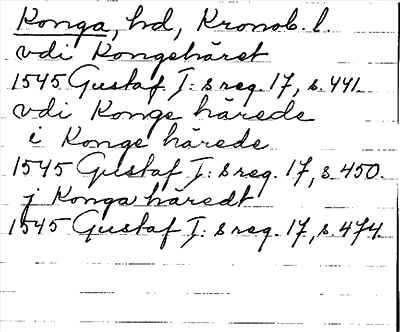 Konga, hd, Kronob. l.
vdi Kongehäret
1545 Gustaf I: s reg. 17, s. 441.
vdi Konge härede
i Konge härede
1545 Gustaf I: s reg. 17, s. 450.
j Konga häredt
1545 Gustaf I: s reg. 17, s. 474.